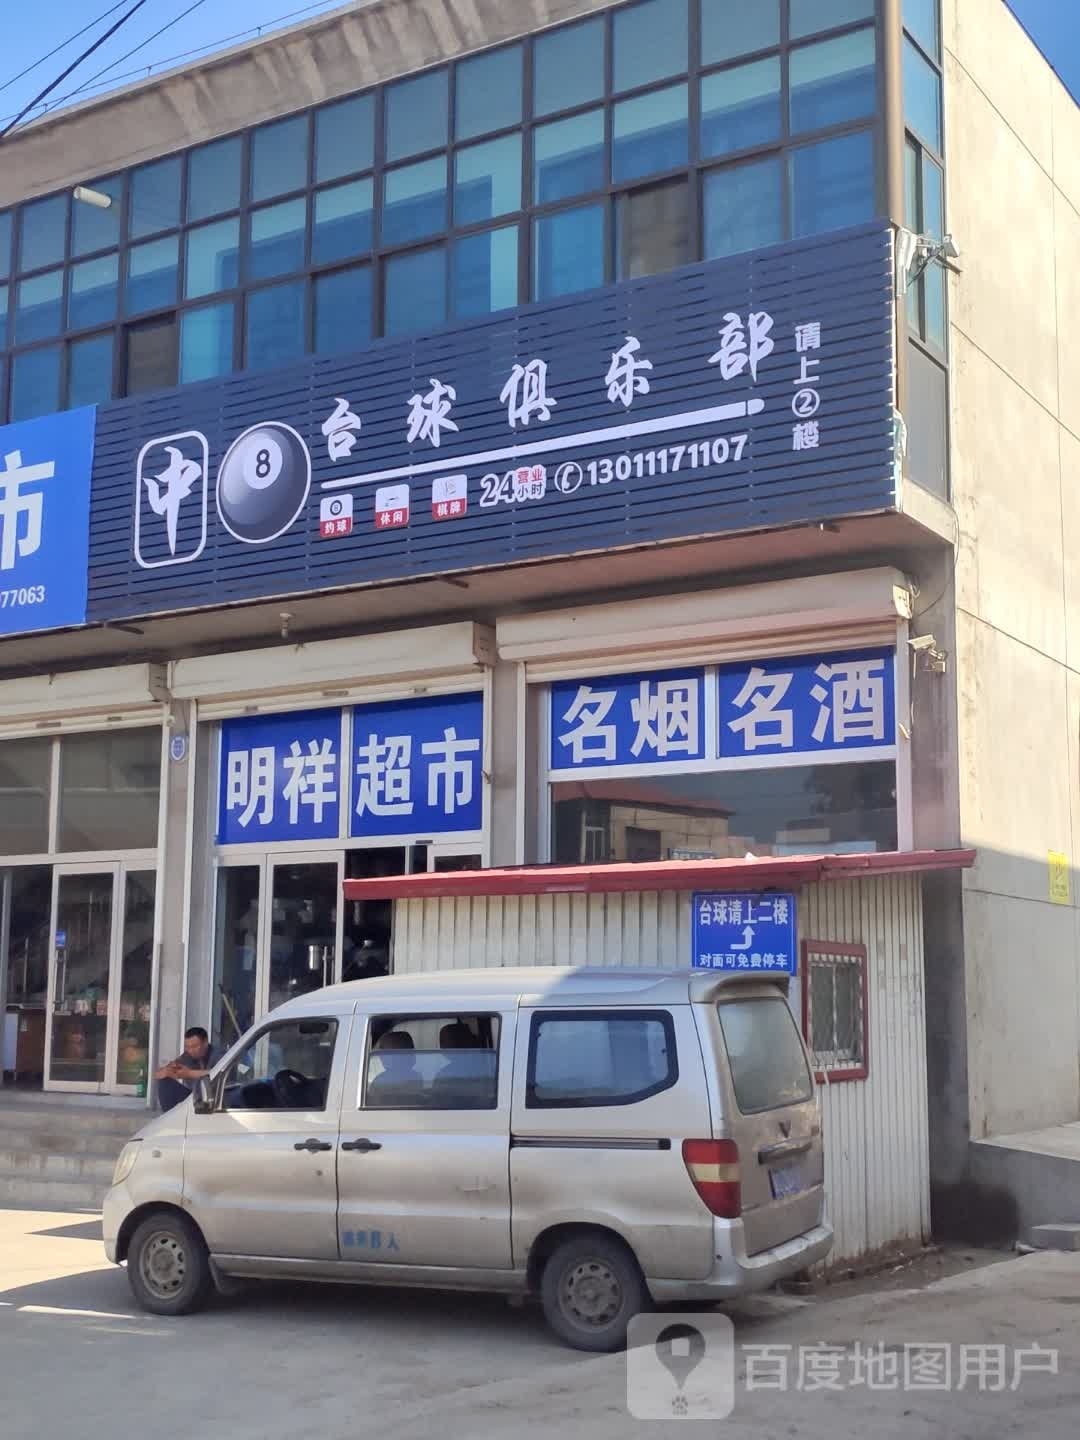 市
77063
中 8 台球俱乐部
请上②楼
约球 休闲 棋牌 24营业小时 13011171107
明祥超市
名烟名酒
台球请上二楼
对面可免费停车
百度地图用户